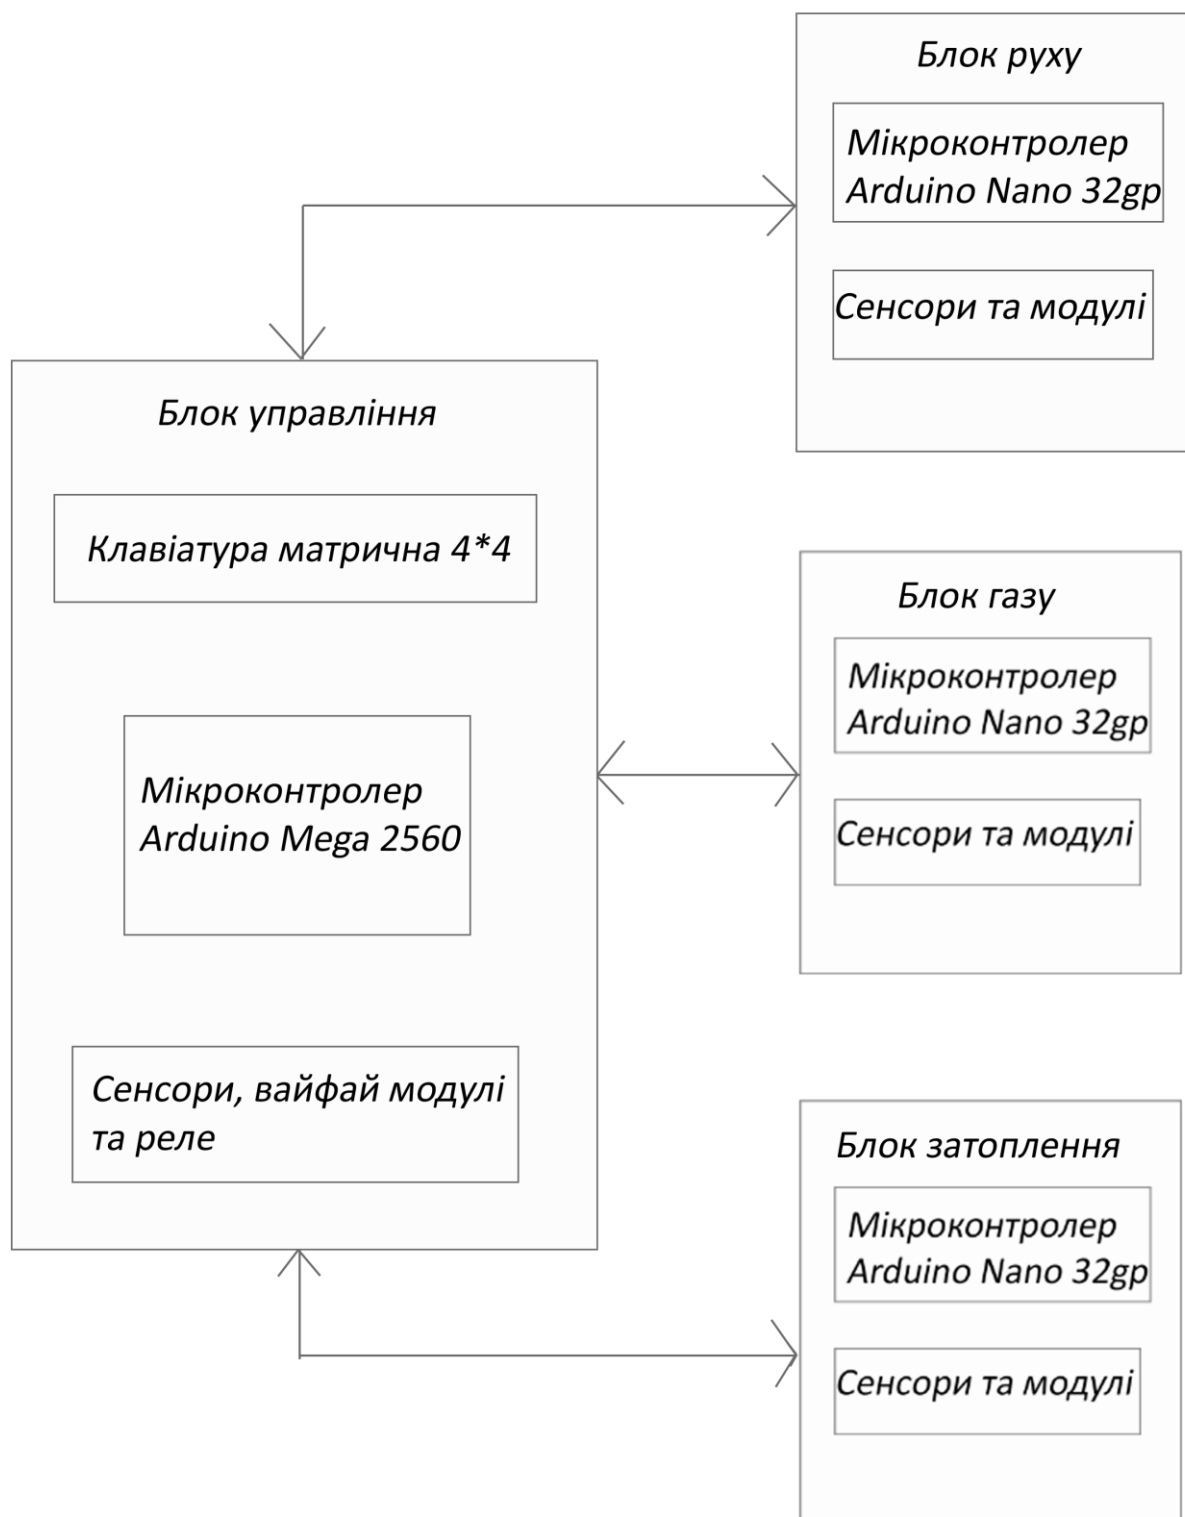 Блок руху
Мікроконтролер
Arduino Nano 32gp
Сенсори та модулі
Блок управління
Клавіатура матрична 4*4
Мікроконтролер
Arduino Mega 2560
Сенсори, вайфай модулі
та реле
Блок газу
Мікроконтролер
Arduino Nano 32gp
Сенсори та модулі
Блок затоплення
Мікроконтролер
Arduino Nano 32gp
Сенсори та модулі